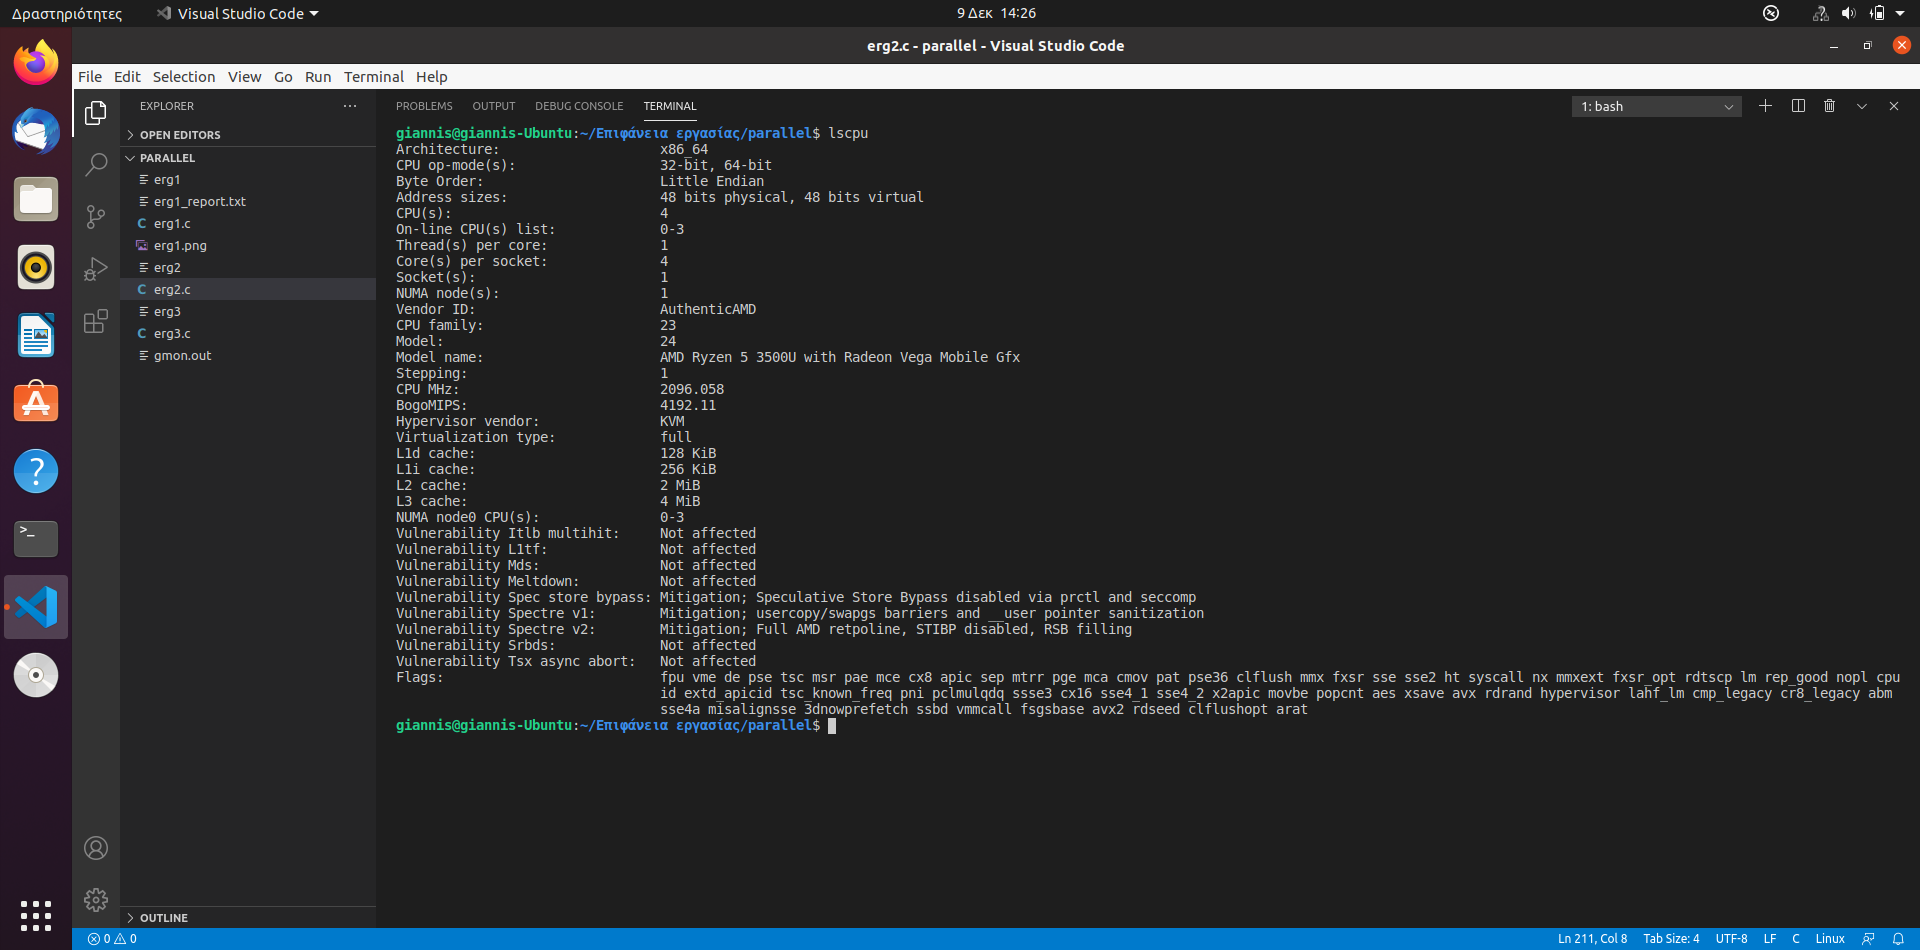 Δραστηριότητες
Visual Studio Code
9 Δεκ 14:26
erg2.c - parallel - Visual Studio Code
File Edit Selection View Go Run Terminal Help
EXPLORER
OPEN EDITORS
PARALLEL
erg1
erg1_report.txt
C erg1.c
erg1.png
erg2
C erg2.c
erg3
C erg3.c
gmon.out
OUTLINE
PROBLEMS OUTPUT DEBUG CONSOLE TERMINAL
1: bash
giannis@giannis-Ubuntu:~/Επιφάνεια εργασίας/parallel$ lscpu
Architecture: x86_64
CPU op-mode(s): 32-bit, 64-bit
Byte Order: Little Endian
Address sizes: 48 bits physical, 48 bits virtual
CPU(s): 4
On-line CPU(s) list: 0-3
Thread(s) per core: 1
Core(s) per socket: 4
Socket(s): 1
NUMA node(s): 1
Vendor ID: AuthenticAMD
CPU family: 23
Model: 24
Model name: AMD Ryzen 5 3500U with Radeon Vega Mobile Gfx
Stepping: 1
CPU MHz: 2096.058
BogoMIPS: 4192.11
Hypervisor vendor: KVM
Virtualization type: full
L1d cache: 128 KiB
L1i cache: 256 KiB
L2 cache: 2 MiB
L3 cache: 4 MiB
NUMA node0 CPU(s): 0-3
Vulnerability Itlb multihit: Not affected
Vulnerability L1tf: Not affected
Vulnerability Mds: Not affected
Vulnerability Meltdown: Not affected
Vulnerability Spec store bypass: Mitigation; Speculative Store Bypass disabled via prctl and seccomp
Vulnerability Spectre v1: Mitigation; usercopy/swapgs barriers and __user pointer sanitization
Vulnerability Spectre v2: Mitigation; Full AMD retpoline, STIBP disabled, RSB filling
Vulnerability Srbds: Not affected
Vulnerability Tsx async abort: Not affected
Flags: fpu vme de pse tsc msr pae mce cx8 apic sep mtrr pge mca cmov pat pse36 clflush mmx fxsr sse sse2 ht syscall nx mmxext fxsr_opt rdtscp lm rep_good nopl cpu
id extd_apicid tsc_known_freq pni pclmulqdq ssse3 cx16 sse4_1 sse4_2 x2apic movbe popcnt aes xsave avx rdrand hypervisor lahf_lm cmp_legacy cr8_legacy abm
sse4a misalignsse 3dnowprefetch ssbd vmmcall fsgsbase avx2 rdseed clflushopt arat
giannis@giannis-Ubuntu:~/Επιφάνεια εργασίας/parallel$
0 0
Ln 211, Col 8 Tab Size: 4 UTF-8 LF C Linux